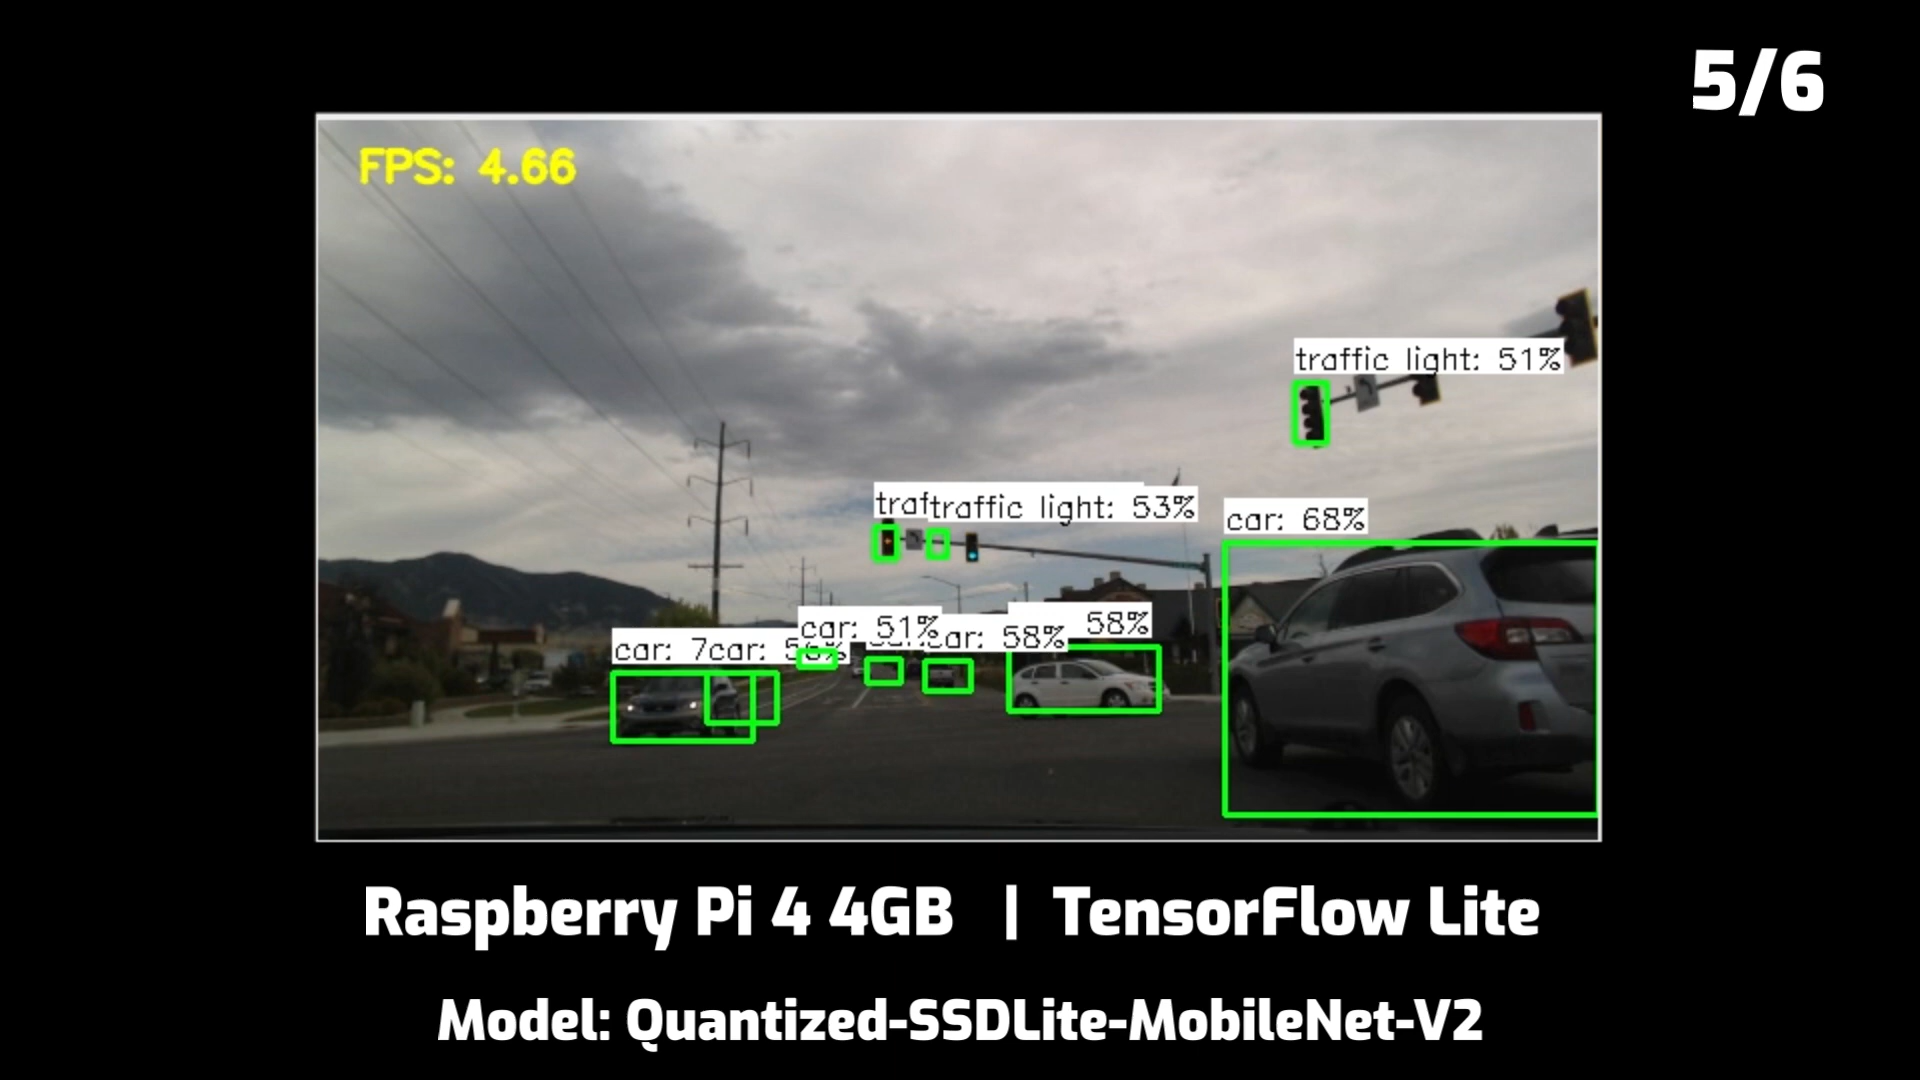 5/6
FPS: 4.66
traffic light: 51%
traftraffic light: 53%
car: 68%
car: 51%
58%
car: 58%
car: 7car: 56%
Raspberry Pi 4 4GB | TensorFlow Lite
Model: Quantized-SSDLite-MobileNet-V2